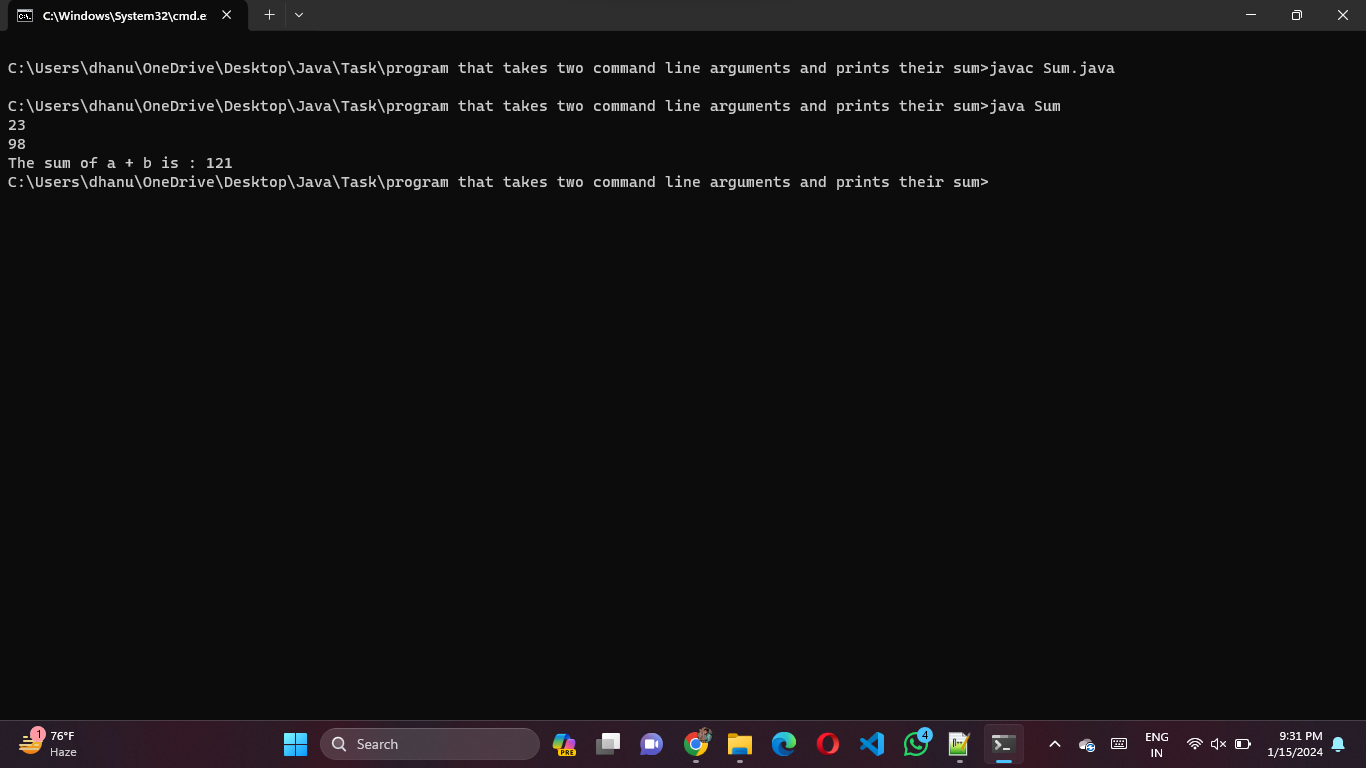 C:\Windows\System32\cmd.e
C:\Users\dhanu\OneDrive\Desktop\Java\Task\program that takes two command line arguments and prints their sum>javac Sum.java
C:\Users\dhanu\OneDrive\Desktop\Java\Task\program that takes two command line arguments and prints their sum>java Sum
23
98
The sum of a + b is : 121
C:\Users\dhanu\OneDrive\Desktop\Java\Task\program that takes two command line arguments and prints their sum>
1
76°F
Haze
Search
PRE
4
ENG
IN
9:31 PM
1/15/2024